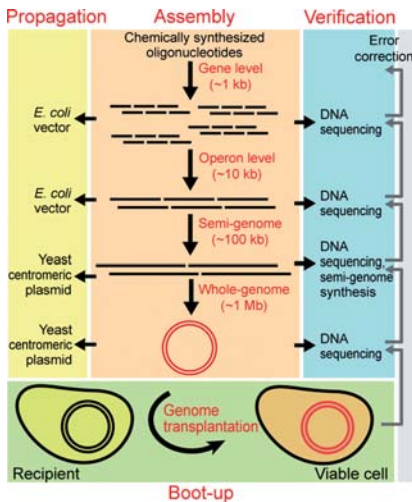 Propagation
Assembly
Verification
Chemically synthesized
oligonucleotides
Error
correction
Gene level
(~1 kb)
E. coli
vector
DNA
sequencing
Operon level
(~10 kb)
E. coli
vector
DNA
sequencing
Semi-genome
(~100 kb)
Yeast
centromeric
plasmid
DNA
sequencing,
semi-genome
synthesis
Whole-genome
(~1 Mb)
Yeast
centromeric
plasmid
DNA
sequencing
Genome
transplantation
Recipient
Viable cell
Boot-up